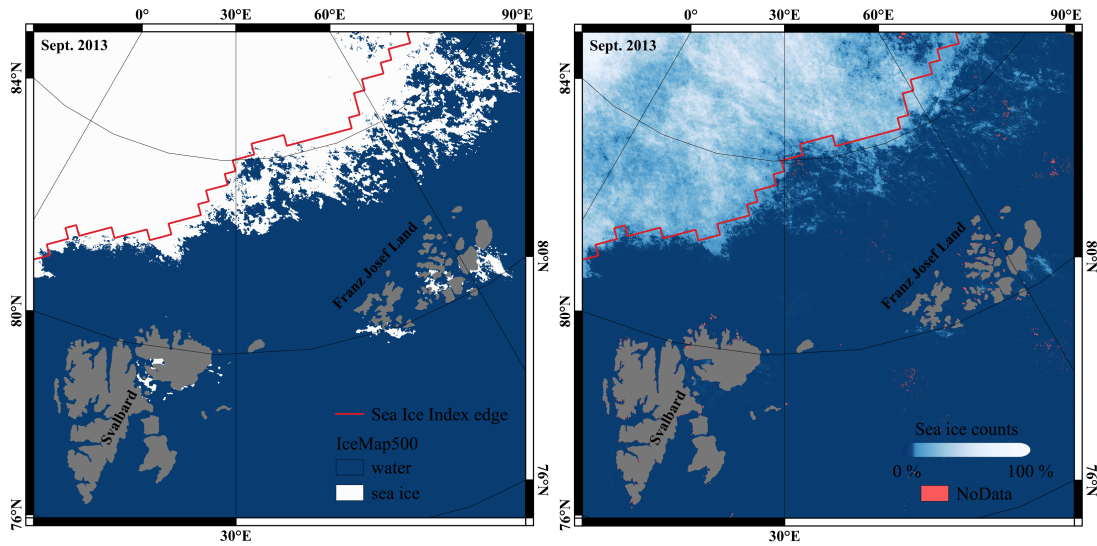 0° 30°E 60°E 90°E
Sept. 2013
84°N
80°N
76°N
80°N
76°N
Franz Josef Land
Svalbard
Sea Ice Index edge
IceMap500
water
sea ice
30°E
0° 30°E 60°E 90°E
Sept. 2013
84°N
80°N
76°N
80°N
76°N
Franz Josef Land
Svalbard
Sea ice counts
0 % 100 %
NoData
30°E